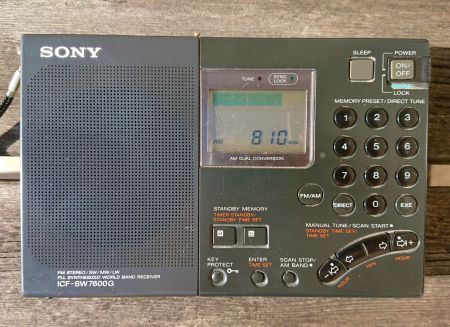 SONY
TUNE
SYNC
LOCK
810
AM DUAL CONVERSION
SLEEP
POWER
ON/
OFF
LOCK
MEMORY PRESET/DIRECT TUNE
1
2
3
4
5
6
7
8
9
DIRECT
0
EXE
FM/AM
STANDBY MEMORY
TIMER STANDBY/
STANDBY TIME SET
MANUAL TUNE/SCAN START
STANDBY TIME SET/
TIME SET
HOUR
MIN
HOUR
KEY
PROTECT
ENTER
TIME SET
SCAN STOP/
AM BAND
FM STEREO/SW/MW/LW
PLL SYNTHESIZED WORLD BAND RECEIVER
ICF-SW7600G